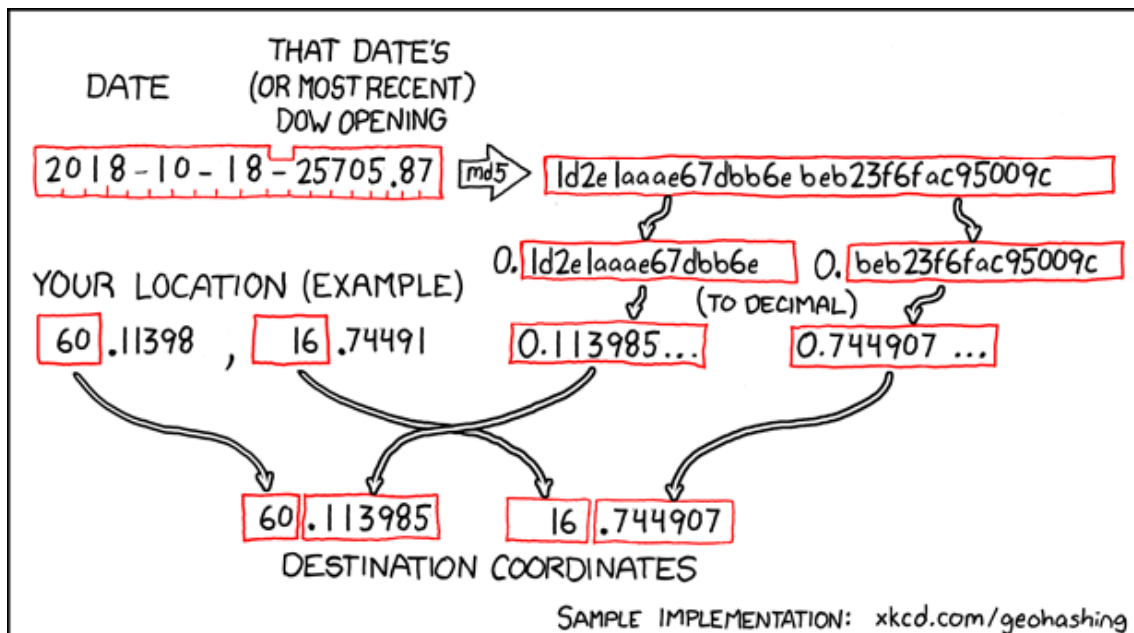 THAT DATE'S
DATE (OR MOST RECENT)
DOW OPENING
2018-10-18-25705.87 md5 1d2e1aaae67dbb6ebeb23f6fac95009c
0.1d2e1aaae67dbb6e 0.beb23f6fac95009c
YOUR LOCATION (EXAMPLE) (TO DECIMAL)
60.11398, 16.74491 0.113985... 0.744907...
60.113985 16.744907
DESTINATION COORDINATES
SAMPLE IMPLEMENTATION: xkcd.com/geohashing